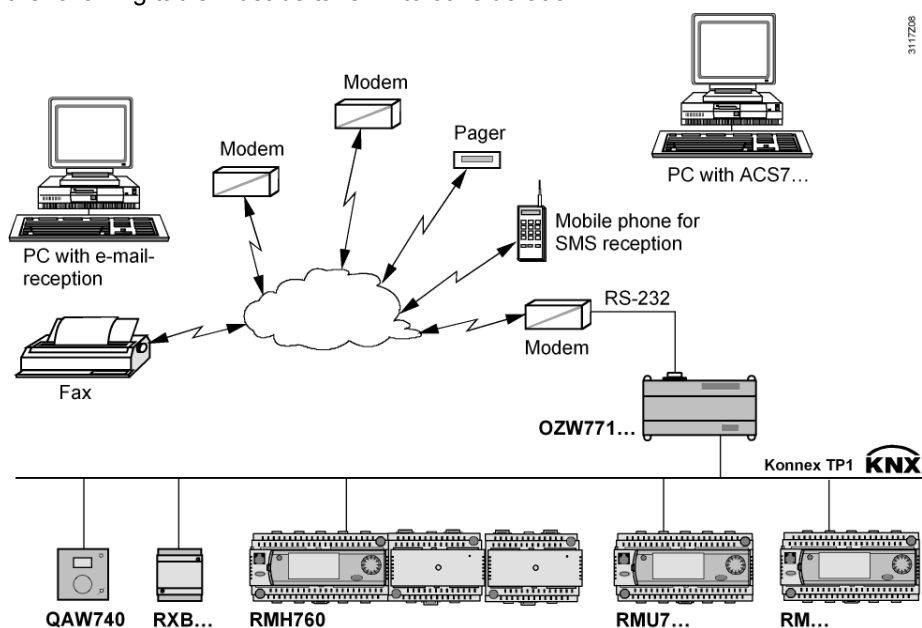 3117Z08
Modem
Modem
Pager
PC with ACS7...
Mobile phone for
SMS reception
PC with e-mail-
reception
RS-232
Modem
Fax
OZW771...
Konnex TP1 KNX
QAW740 RXB... RMH760 RMU7... RM...